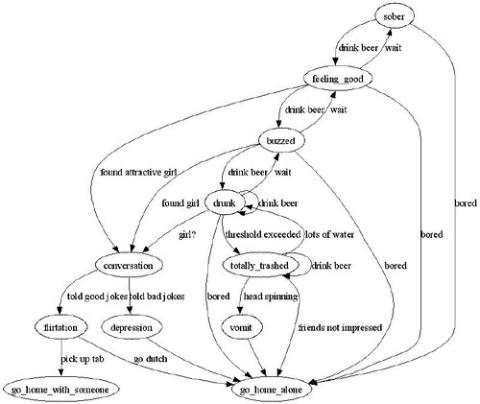 sober
drink beer wait
feeling_good
drink beer wait
buzzed
found attractive girl drink beer wait
bored
found girl drunk drink beer
girl? threshold exceeded lots of water bored
conversation totally_trashed drink beer bored
told good jokes told bad jokes bored head spinning
flirtation depression vomit friends not impressed
pick up tab go dutch
go_home_with_someone go_home_alone